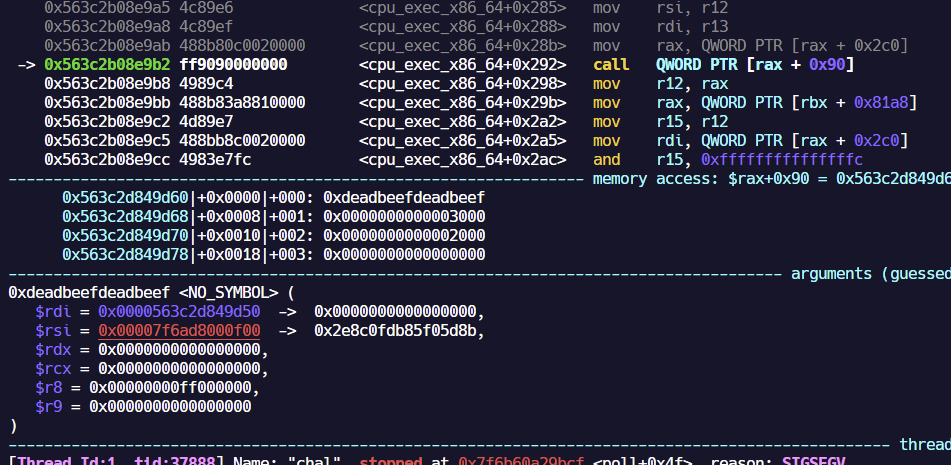 0x563c2b08e9a5 4c89e6 <cpu_exec_x86_64+0x285> mov rsi, r12
0x563c2b08e9a8 4c89ef <cpu_exec_x86_64+0x288> mov rdi, r13
0x563c2b08e9ab 488b80c0020000 <cpu_exec_x86_64+0x28b> mov rax, QWORD PTR [rax + 0x2c0]
-> 0x563c2b08e9b2 ff9090000000 <cpu_exec_x86_64+0x292> call QWORD PTR [rax + 0x90]
0x563c2b08e9b8 4989c4 <cpu_exec_x86_64+0x298> mov r12, rax
0x563c2b08e9bb 488b83a8810000 <cpu_exec_x86_64+0x29b> mov rax, QWORD PTR [rbx + 0x81a8]
0x563c2b08e9c2 4d89e7 <cpu_exec_x86_64+0x2a2> mov r15, r12
0x563c2b08e9c5 488bb8c0020000 <cpu_exec_x86_64+0x2a5> mov rdi, QWORD PTR [rax + 0x2c0]
0x563c2b08e9cc 4983e7fc <cpu_exec_x86_64+0x2ac> and r15, 0xfffffffffffffffc
---------------------------------------------------------------- memory access: $rax+0x90 = 0x563c2d849d6
0x563c2d849d60|+0x0000|+000: 0xdeadbeefdeadbeef
0x563c2d849d68|+0x0008|+001: 0x0000000000003000
0x563c2d849d70|+0x0010|+002: 0x0000000000002000
0x563c2d849d78|+0x0018|+003: 0x0000000000000000
-------------------------------------------------------------------------------------- arguments (guessed
0xdeadbeefdeadbeef <NO_SYMBOL> (
$rdi = 0x0000563c2d849d50 -> 0x0000000000000000,
$rsi = 0x00007f6ad8000f00 -> 0x2e8c0fdb85f05d8b,
$rdx = 0x0000000000000000,
$rcx = 0x0000000000000000,
$r8 = 0x00000000ff000000,
$r9 = 0x0000000000000000
)
-------------------------------------------------------------------------------------------------- thread
[Thread Id:1, tid:37888] Name: "chal", stopped at 0x7f6b60a29bcf <poll+0x4f>, reason: SIGSEGV